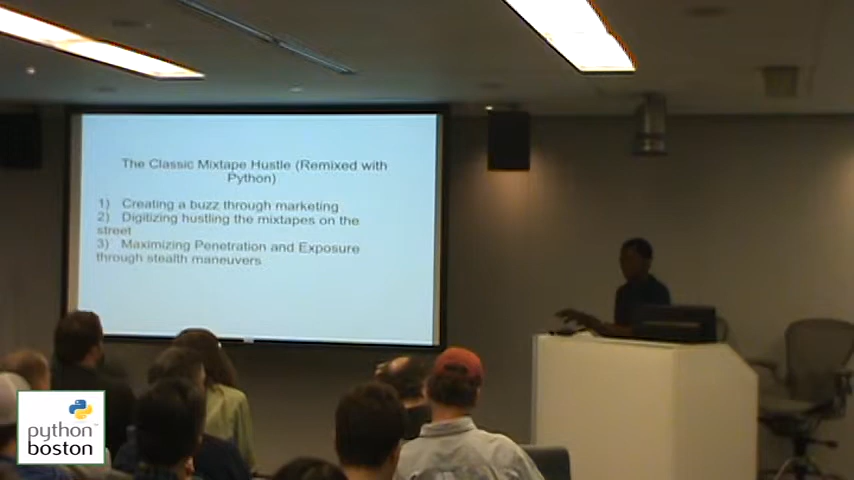 The Classic Mixtape Hustle (Remixed with
Python)
1) Creating a buzz through marketing
2) Digitizing hustling the mixtapes on the
street
3) Maximizing Penetration and Exposure
through stealth maneuvers
python™
boston